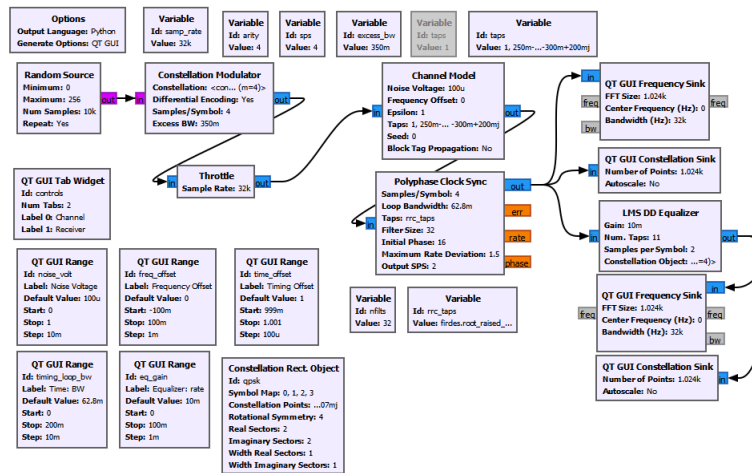 Options
Output Language: Python
Generate Options: QT GUI
Variable
Id: samp_rate
Value: 32k
Variable
Id: arity
Value: 4
Variable
Id: sps
Value: 4
Variable
Id: excess_bw
Value: 350m
Variable
Id: taps
Value: 1
Variable
Id: taps
Value: 1, 250m-...-300m+200mj
Random Source
Minimum: 0
Maximum: 256
Num Samples: 10k
Repeat: Yes
out
in
Constellation Modulator
Constellation: <con... (m=4)>
Differential Encoding: Yes
Samples/Symbol: 4
Excess BW: 350m
out
in
Throttle
Sample Rate: 32k
out
in
Channel Model
Noise Voltage: 100u
Frequency Offset: 0
Epsilon: 1
Taps: 1, 250m-... -300m+200mj
Seed: 0
Block Tag Propagation: No
out
in
Polyphase Clock Sync
Samples/Symbol: 4
Loop Bandwidth: 62.8m
Taps: rrc_taps
Filter Size: 32
Initial Phase: 16
Maximum Rate Deviation: 1.5
Output SPS: 2
out
err
rate
phase
in
freq
bw
QT GUI Frequency Sink
FFT Size: 1.024k
Center Frequency (Hz): 0
Bandwidth (Hz): 32k
freq
in
QT GUI Constellation Sink
Number of Points: 1.024k
Autoscale: No
in
LMS DD Equalizer
Gain: 10m
Num. Taps: 11
Samples per Symbol: 2
Constellation Object: ...=4)>
out
freq
QT GUI Frequency Sink
FFT Size: 1.024k
Center Frequency (Hz): 0
Bandwidth (Hz): 32k
in
freq
bw
QT GUI Constellation Sink
Number of Points: 1.024k
Autoscale: No
in
QT GUI Tab Widget
Id: controls
Num Tabs: 2
Label 0: Channel
Label 1: Receiver
QT GUI Range
Id: noise_volt
Label: Noise Voltage
Default Value: 100u
Start: 0
Stop: 1
Step: 10m
QT GUI Range
Id: freq_offset
Label: Frequency Offset
Default Value: 0
Start: -100m
Stop: 100m
Step: 1m
QT GUI Range
Id: time_offset
Label: Timing Offset
Default Value: 1
Start: 999m
Stop: 1.001
Step: 100u
Variable
Id: nfilts
Value: 32
Variable
Id: rrc_taps
Value: firdes.root_raised_...
QT GUI Range
Id: timing_loop_bw
Label: Time: BW
Default Value: 62.8m
Start: 0
Stop: 200m
Step: 10m
QT GUI Range
Id: eq_gain
Label: Equalizer: rate
Default Value: 10m
Start: 0
Stop: 100m
Step: 1m
Constellation Rect. Object
Id: qpsk
Symbol Map: 0, 1, 2, 3
Constellation Points: ...07mj
Rotational Symmetry: 4
Real Sectors: 2
Imaginary Sectors: 2
Width Real Sectors: 1
Width Imaginary Sectors: 1